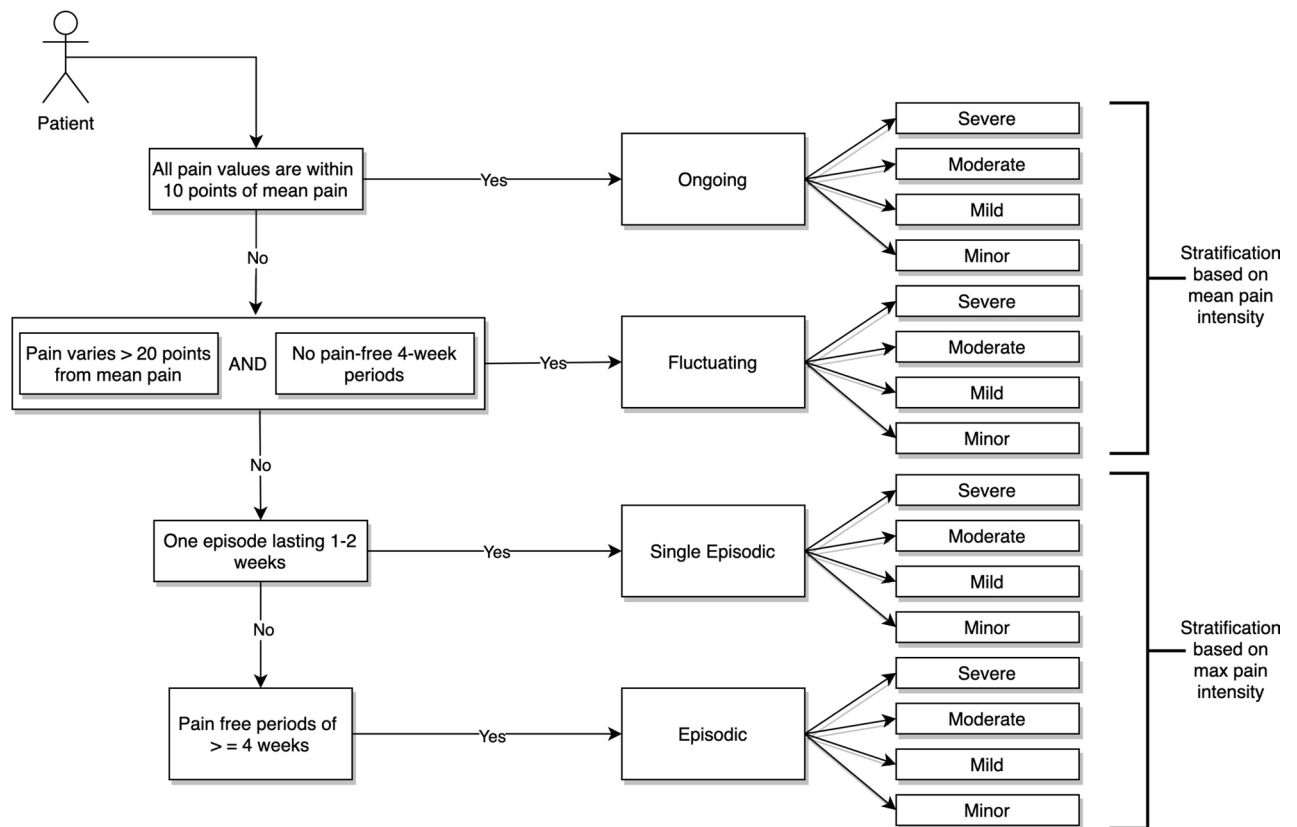 Patient
All pain values are within
10 points of mean pain
Yes
Ongoing
Severe
Moderate
Mild
Minor
No
Pain varies > 20 points
from mean pain
AND
No pain-free 4-week
periods
Yes
Fluctuating
Severe
Moderate
Mild
Minor
Stratification
based on
mean pain
intensity
No
One episode lasting 1-2
weeks
Yes
Single Episodic
Severe
Moderate
Mild
Minor
No
Pain free periods of
> = 4 weeks
Yes
Episodic
Severe
Moderate
Mild
Minor
Stratification
based on
max pain
intensity